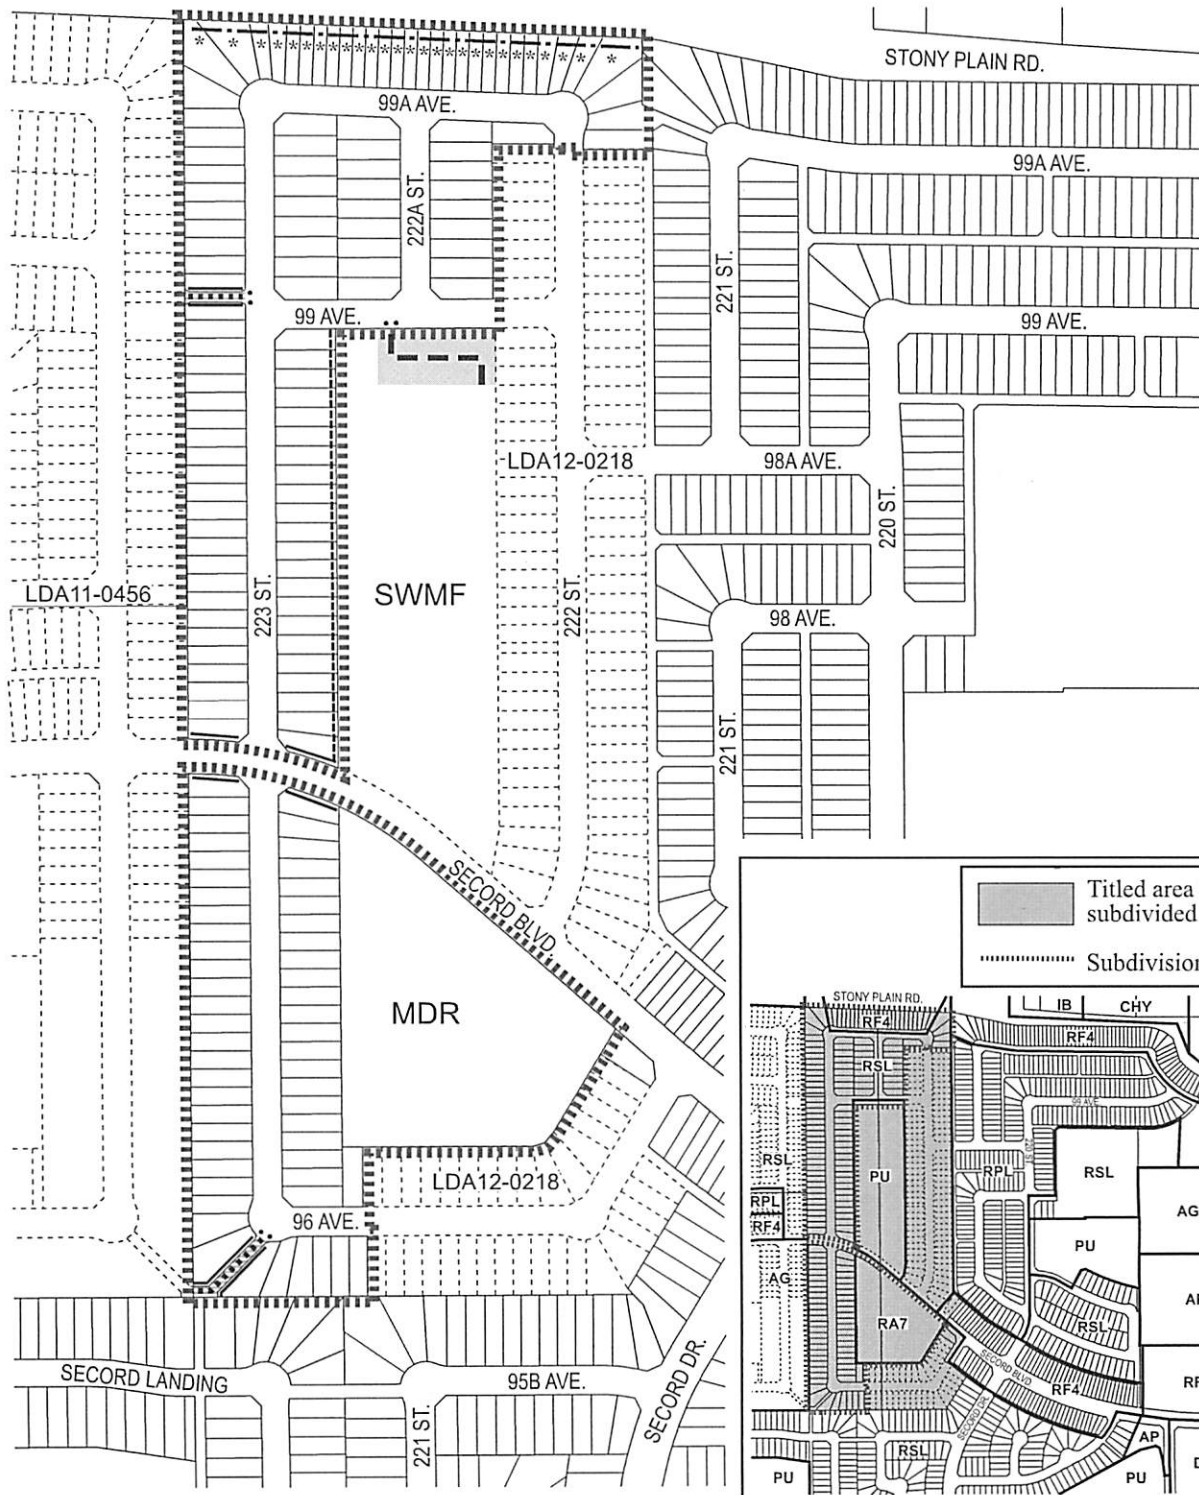 STONY PLAIN RD.
99A AVE.
99A AVE.
222A ST.
221 ST.
99 AVE.
99 AVE.
LDA12-0218
98A AVE.
220 ST.
LDA11-0456
223 ST.
SWMF
222 ST.
98 AVE.
221 ST.
SECORD BLVD.
MDR
LDA12-0218
96 AVE.
SECORD LANDING
95B AVE.
SECORD DR.
221 ST.
Titled area
subdivided
Subdivision
STONY PLAIN RD.
IB
CHY
RF4
RF4
RSL
99 AVE.
220 ST
RSL
PU
RPL
RSL
RPL
RF4
AG
PU
AG
RSL
RA7
SECORD BLVD
RF4
SECORD DR.
RSL
AP
PU
PU